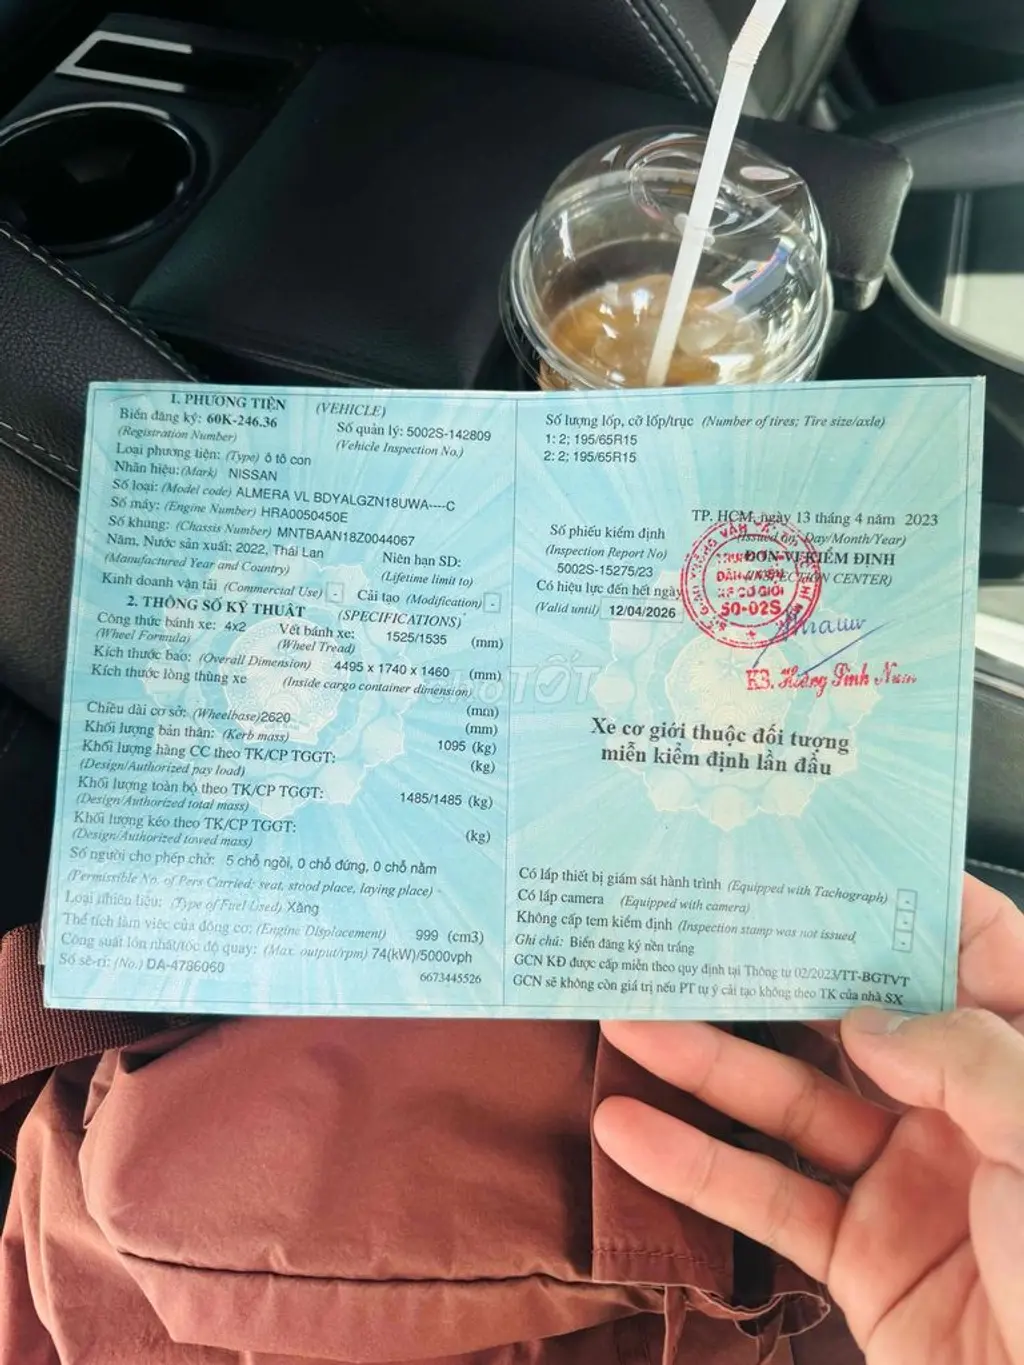 1. PHƯƠNG TIỆN (VEHICLE)
Biển đăng ký: 60K-246.36 Số quản lý: 5002S-142809
(Registration Number) (Vehicle Inspection No.)
Loại phương tiện: (Type) ô tô con
Nhãn hiệu: (Mark) NISSAN
Số loại: (Model code) ALMERA VL BDYALGZN18UWA----C
Số máy: (Engine Number) HRA0050450E
Số khung: (Chassis Number) MNTBAAN18Z0044067
Năm, Nước sản xuất: 2022, Thái Lan Niên hạn SD:
(Manufactured Year and Country) (Lifetime limit to)
Kinh doanh vận tải (Commercial Use) - Cải tạo (Modification) -
2. THÔNG SỐ KỸ THUẬT (SPECIFICATIONS)
Công thức bánh xe: 4x2 Vết bánh xe: 1525/1535 (mm)
(Wheel Formula) (Wheel Tread)
Kích thước bao: (Overall Dimension) 4495 x 1740 x 1460 (mm)
Kích thước lòng thùng xe (Inside cargo container dimension)
(mm)
Chiều dài cơ sở: (Wheelbase)2620 (mm)
Khối lượng bản thân: (Kerb mass) 1095 (kg)
Khối lượng hàng CC theo TK/CP TGGT: (kg)
(Design/Authorized pay load)
Khối lượng toàn bộ theo TK/CP TGGT: 1485/1485 (kg)
(Design/Authorized total mass)
Khối lượng kéo theo TK/CP TGGT: (kg)
(Design/Authorized towed mass)
Số người cho phép chở: 5 chỗ ngồi, 0 chỗ đứng, 0 chỗ nằm
(Permissible No. of Pers Carried: seat, stood place, laying place)
Loại nhiên liệu: (Type of Fuel Used) Xăng
Thể tích làm việc của động cơ: (Engine Displacement) 999 (cm3)
Công suất lớn nhất/tốc độ quay: (Max. output/rpm) 74(kW)/5000vph
Số sê-ri: (No.) DA-4786060 6673445526
Số lượng lốp, cỡ lốp/trục (Number of tires; Tire size/axle)
1: 2; 195/65R15
2: 2; 195/65R15
TP. HCM, ngày 13 tháng 4 năm 2023
(Issued on: Day/Month/Year)
Số phiếu kiểm định ĐƠN VỊ KIỂM ĐỊNH
(Inspection Report No) (INSPECTION CENTER)
5002S-15275/23
Có hiệu lực đến hết ngày
(Valid until) 12/04/2026
50-02S
CHỢ TỐT
Xe cơ giới thuộc đối tượng
miễn kiểm định lần đầu
Có lắp thiết bị giám sát hành trình (Equipped with Tachograph) -
Có lắp camera (Equipped with camera) -
Không cấp tem kiểm định (Inspection stamp was not issued -
Ghi chú: Biển đăng ký nền trắng
GCN KĐ được cấp miễn theo quy định tại Thông tư 02/2023/TT-BGTVT
GCN sẽ không còn giá trị nếu PT tự ý cải tạo không theo TK của nhà SX